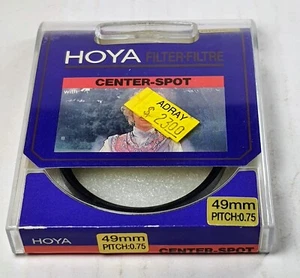 HOYA FILTER·FILTRE
CENTER-SPOT
with
ADRAY
$ 23.00
49mm
PITCH:0.75
HOYA
49mm
PITCH:0.75
CENTER-SPOT